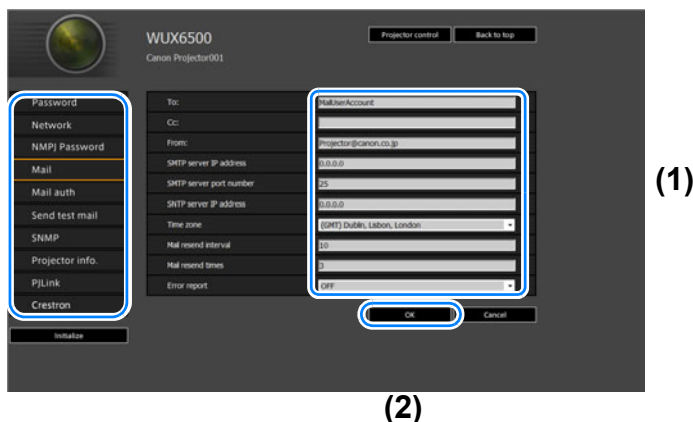 WUX6500
Projector control Back to top
Canon Projector001
Password
Network
NMPJ Password
Mail
Mail auth
Send test mail
SNMP
Projector info.
PJLink
Crestron
Initialize
To: MailUserAccount
Cc:
From: Projector@canon.co.jp
SMTP server IP address 0.0.0.0
SMTP server port number 25
SNTP server IP address 0.0.0.0
Time zone (GMT) Dublin, Lisbon, London
Mail resend interval 10
Mail resend times 3
Error report OFF
OK Cancel
(1)
(2)